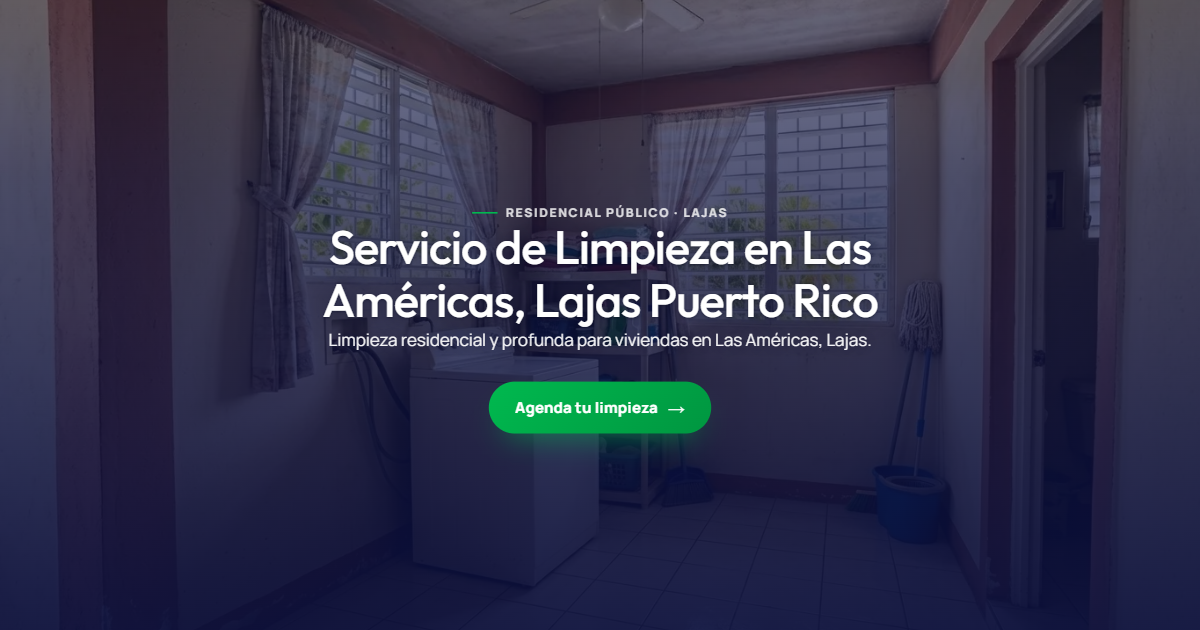 RESIDENCIAL PÚBLICO · LAJAS
Servicio de Limpieza en Las
Américas, Lajas Puerto Rico
Limpieza residencial y profunda para viviendas en Las Américas, Lajas.
Agenda tu limpieza →